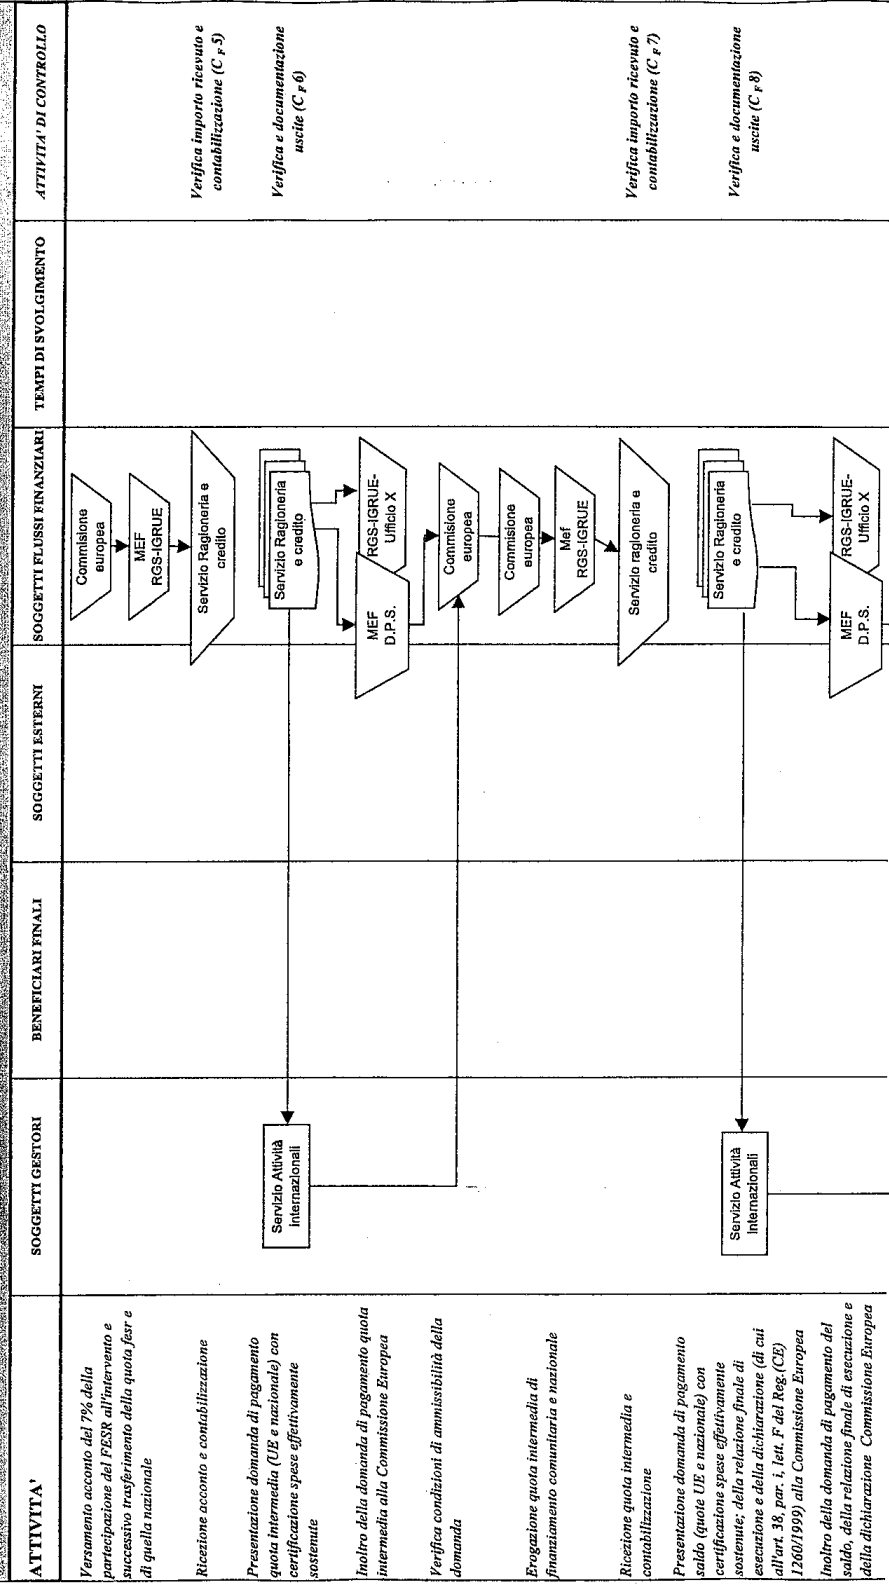 ATTIVITA'
SOGGETTI GESTORI
BENEFICIARI FINALI
SOGGETTI ESTERNI
SOGGETTI FLUSSI FINANZIARI
TEMPI DI SVOLGIMENTO
ATTIVITA' DI CONTROLLO
Versamento acconto del 7% della
partecipazione del FESR all'intervento e
successivo trasferimento della quota fesr e
di quella nazionale
Commisione
europea
MEF
RGS-IGRUE
Ricezione acconto e contabilizzazione
Servizio Ragioneria e
credito
Verifica importo ricevuto e
contabilizzazione (C F 5)
Presentazione domanda di pagamento
quota intermedia (UE e nazionale) con
certificazione spese effettivamente
sostenute
Servizio Attività
internazionali
Servizio Ragioneria
e credito
Verifica e documentazione
uscite (C F 6)
Inoltro della domanda di pagamento quota
intermedia alla Commissione Europea
MEF
D.P.S.
RGS-IGRUE-
Ufficio X
Verifica condizioni di ammissibilità della
domanda
Commisione
europea
Erogazione quota intermedia di
finanziamento comunitaria e nazionale
Commisione
europea
Mef
RGS-IGRUE
Ricezione quota intermedia e
contabilizzazione
Servizio ragioneria e
credito
Verifica importo ricevuto e
contabilizzazione (C F 7)
Presentazione domanda di pagamento
saldo (quote UE e nazionale) con
certificazione spese effettivamente
sostenute; della relazione finale di
esecuzione e della dichiarazione (di cui
all'art. 38, par. i, lett. F del Reg.(CE)
1260/1999) alla Commissione Europea
Servizio Attività
Internazionali
Servizio Ragioneria
e credito
Verifica e documentazione
uscite (C F 8)
Inoltro della domanda di pagamento del
saldo, della relazione finale di esecuzione e
della dichiarazione Commissione Europea
MEF
D.P.S.
RGS-IGRUE-
Ufficio X